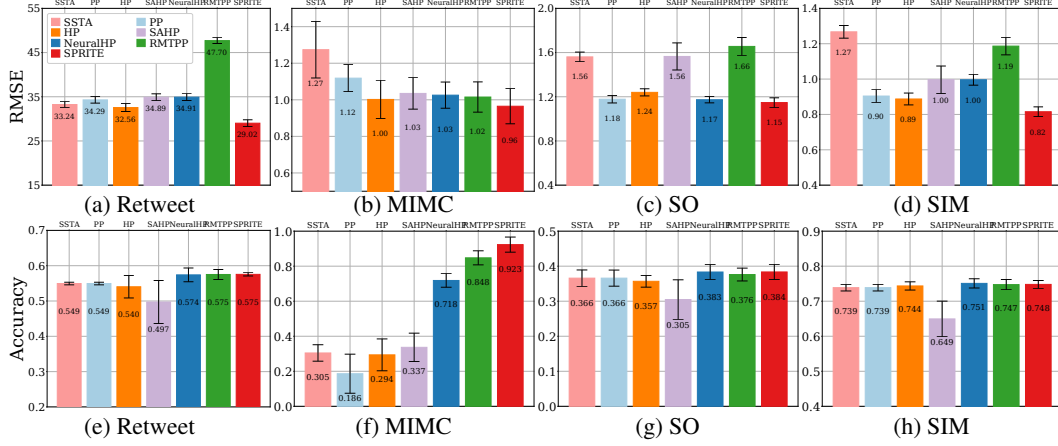 SSTA PP HP SAHP NeuralHP RMTPP SPRITE
SSTA PP HP SAHP NeuralHP RMTPP SPRITE
SSTA PP HP SAHP NeuralHP RMTPP SPRITE
SSTA PP HP SAHP NeuralHP RMTPP SPRITE
RMSE
55
45
35
25
15
SSTA PP
HP SAHP
NeuralHP RMTPP
SPRITE
33.24 34.29 32.56 34.89 34.91 47.70 29.02
(a) Retweet
1.4
1.2
1.0
0.8
0.6
1.27 1.12 1.00 1.03 1.03 1.02 0.96
(b) MIMC
2.0
1.6
1.2
0.8
0.4
1.56 1.18 1.24 1.56 1.17 1.66 1.15
(c) SO
1.4
1.2
1.0
0.8
0.6
0.4
1.27 0.90 0.89 1.00 1.00 1.19 0.82
(d) SIM
SSTA PP HP SAHP NeuralHP RMTPP SPRITE
SSTA PP HP SAHP NeuralHP RMTPP SPRITE
SSTA PP HP SAHP NeuralHP RMTPP SPRITE
SSTA PP HP SAHP NeuralHP RMTPP SPRITE
Accuracy
0.7
0.6
0.5
0.4
0.3
0.2
0.549 0.549 0.540 0.497 0.574 0.575 0.575
(e) Retweet
1.0
0.8
0.6
0.4
0.2
0.0
0.305 0.186 0.294 0.337 0.718 0.848 0.923
(f) MIMC
0.5
0.4
0.3
0.2
0.1
0.0
0.366 0.366 0.357 0.305 0.383 0.376 0.384
(g) SO
0.9
0.8
0.7
0.6
0.5
0.4
0.739 0.739 0.744 0.649 0.751 0.747 0.748
(h) SIM